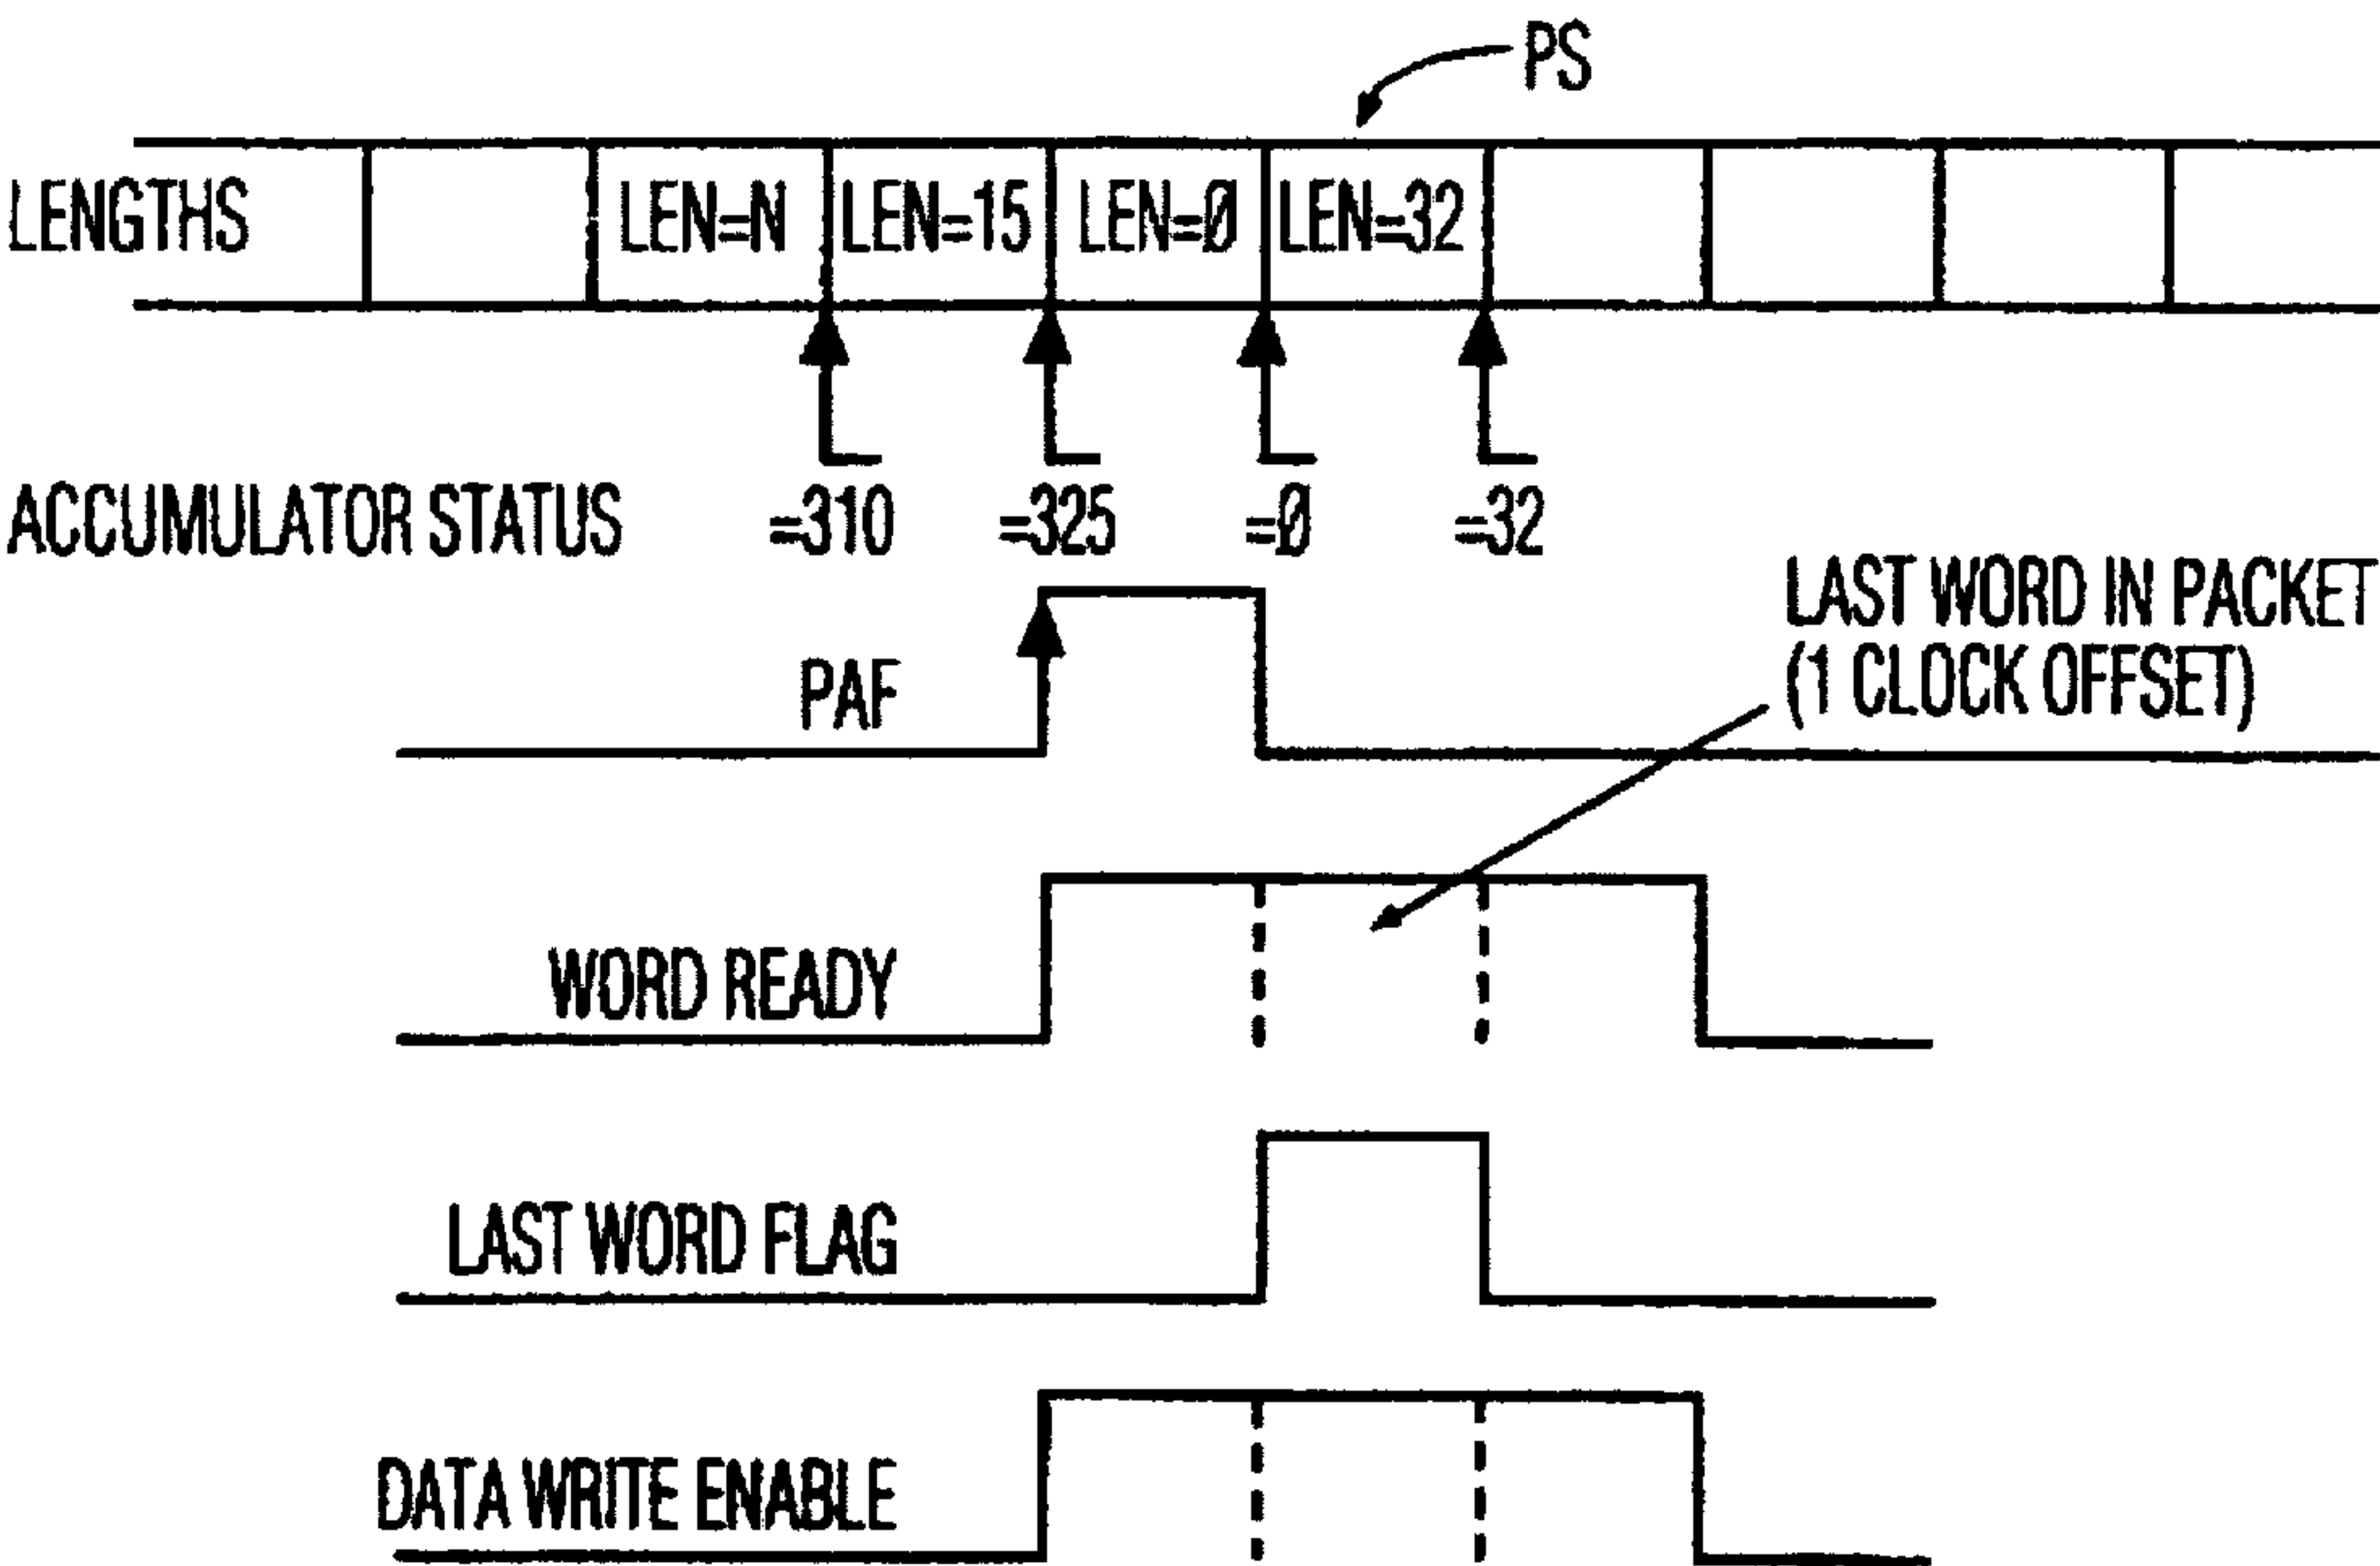 PS
LENGTHS LEN=N LEN=15 LEN=Ø LEN=32
ACCUMULATOR STATUS =310 =325 =Ø =32
LAST WORD IN PACKET
(1 CLOCK OFFSET)
PAF
WORD READY
LAST WORD FLAG
DATA WRITE ENABLE